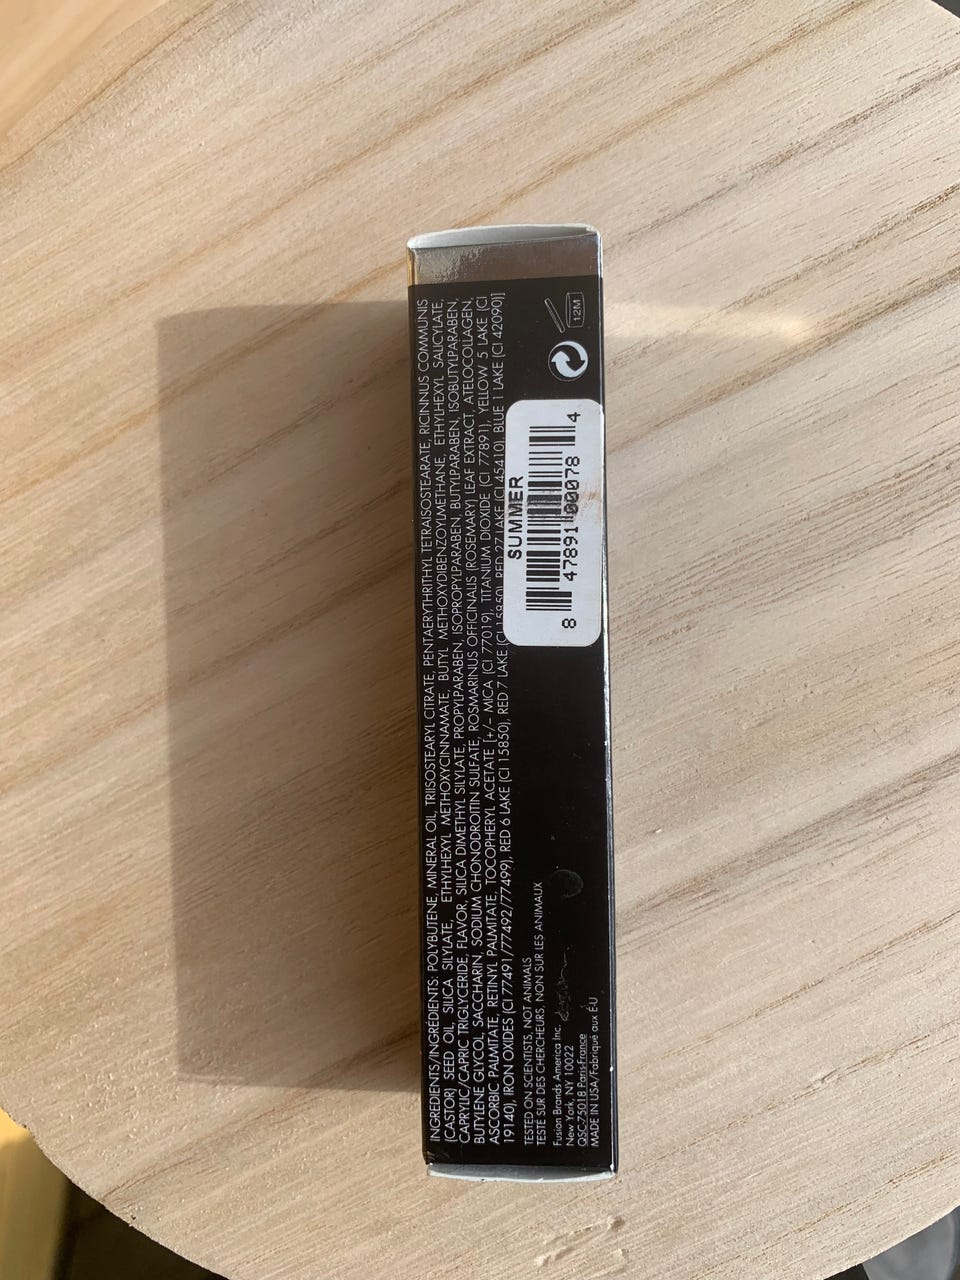 INGREDIENTS/INGRÉDIENTS: POLYBUTENE, MINERAL OIL, TRIISOSTEARYL CITRATE, PENTAERYTHRITHYL TETRAISOSTEARATE, RICINNUS COMMUNIS
(CASTOR) SEED OIL, SILICA SILYLATE, ETHYLHEXYL METHOXYCINNAMATE, BUTYL METHOXYDIBENZOYLMETHANE, ETHYLHEXYL SALICYLATE,
CAPRYLIC/CAPRIC TRIGLYCERIDE, FLAVOR, SILICA DIMETHYL SILYLATE, PROPYLPARABEN, ISOPROPYLPARABEN, BUTYLPARABEN, ISOBUTYLPARABEN,
BUTYLENE GLYCOL, SACCHARIN, SODIUM CHONODROITIN SULFATE, ROSMARINUS OFFICINALIS (ROSEMARY) LEAF EXTRACT, ATELOCOLLAGEN,
ASCORBIC PALMITATE, RETINYL PALMITATE, TOCOPHERYL ACETATE [+/– MICA (CI 77019), TITANIUM DIOXIDE (CI 77891), YELLOW 5 LAKE (CI
19140), IRON OXIDES (CI 77491/77492/77499), RED 6 LAKE (CI 15850), RED 7 LAKE (CI 15850), RED 27 LAKE (CI 45410), BLUE 1 LAKE (CI 42090)]
TESTED ON SCIENTISTS, NOT ANIMALS
TESTÉ SUR DES CHERCHEURS, NON SUR LES ANIMAUX
Fusion Brands America Inc.
New York, NY 10022
QSC-75018 Paris-France
MADE IN USA/Fabriqué aux ÉU
SUMMER
8 47891 00078 4
12M